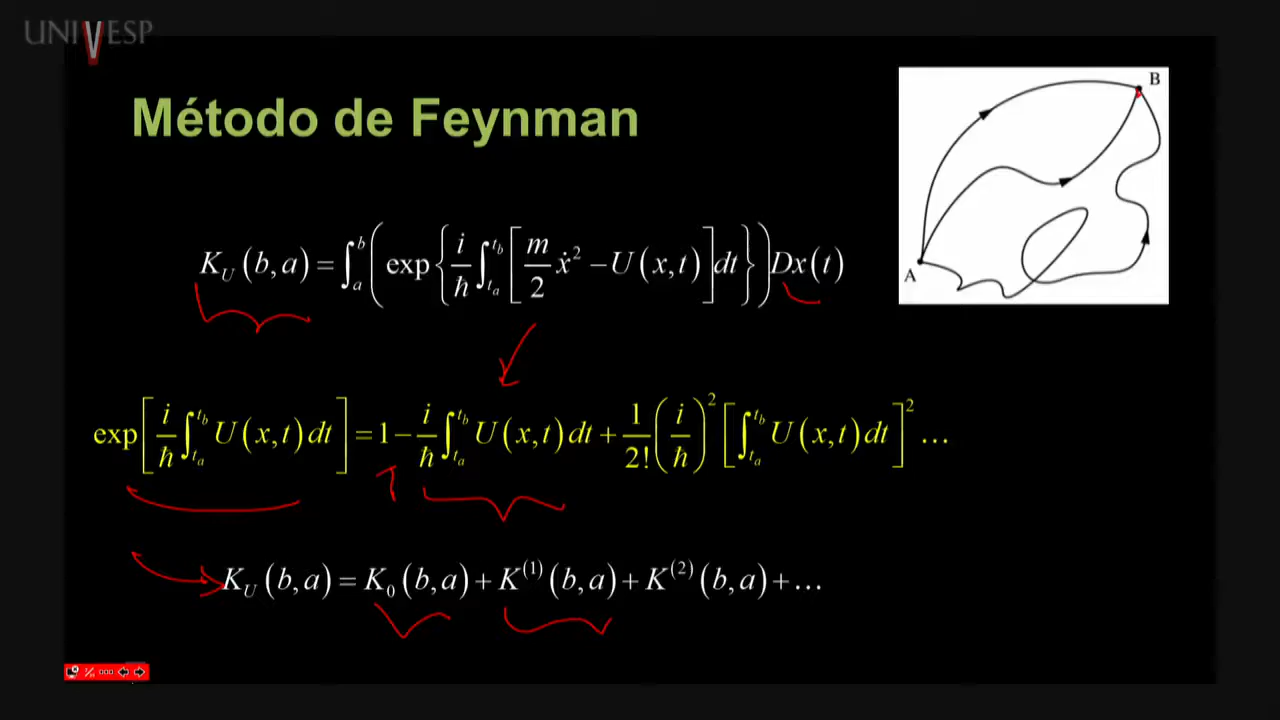 UNIVESP
Método de Feynman
B
A
K_U (b, a) = ∫_a^b ( exp { i/ħ ∫_{t_a}^{t_b} [ m/2 ẋ² − U(x, t) ] dt } ) Dx(t)
exp [ i/ħ ∫_{t_a}^{t_b} U(x, t) dt ] = 1 − i/ħ ∫_{t_a}^{t_b} U(x, t) dt + 1/2! (i/ħ)² [ ∫_{t_a}^{t_b} U(x, t) dt ]² …
K_U (b, a) = K_0 (b, a) + K^(1) (b, a) + K^(2) (b, a) + …